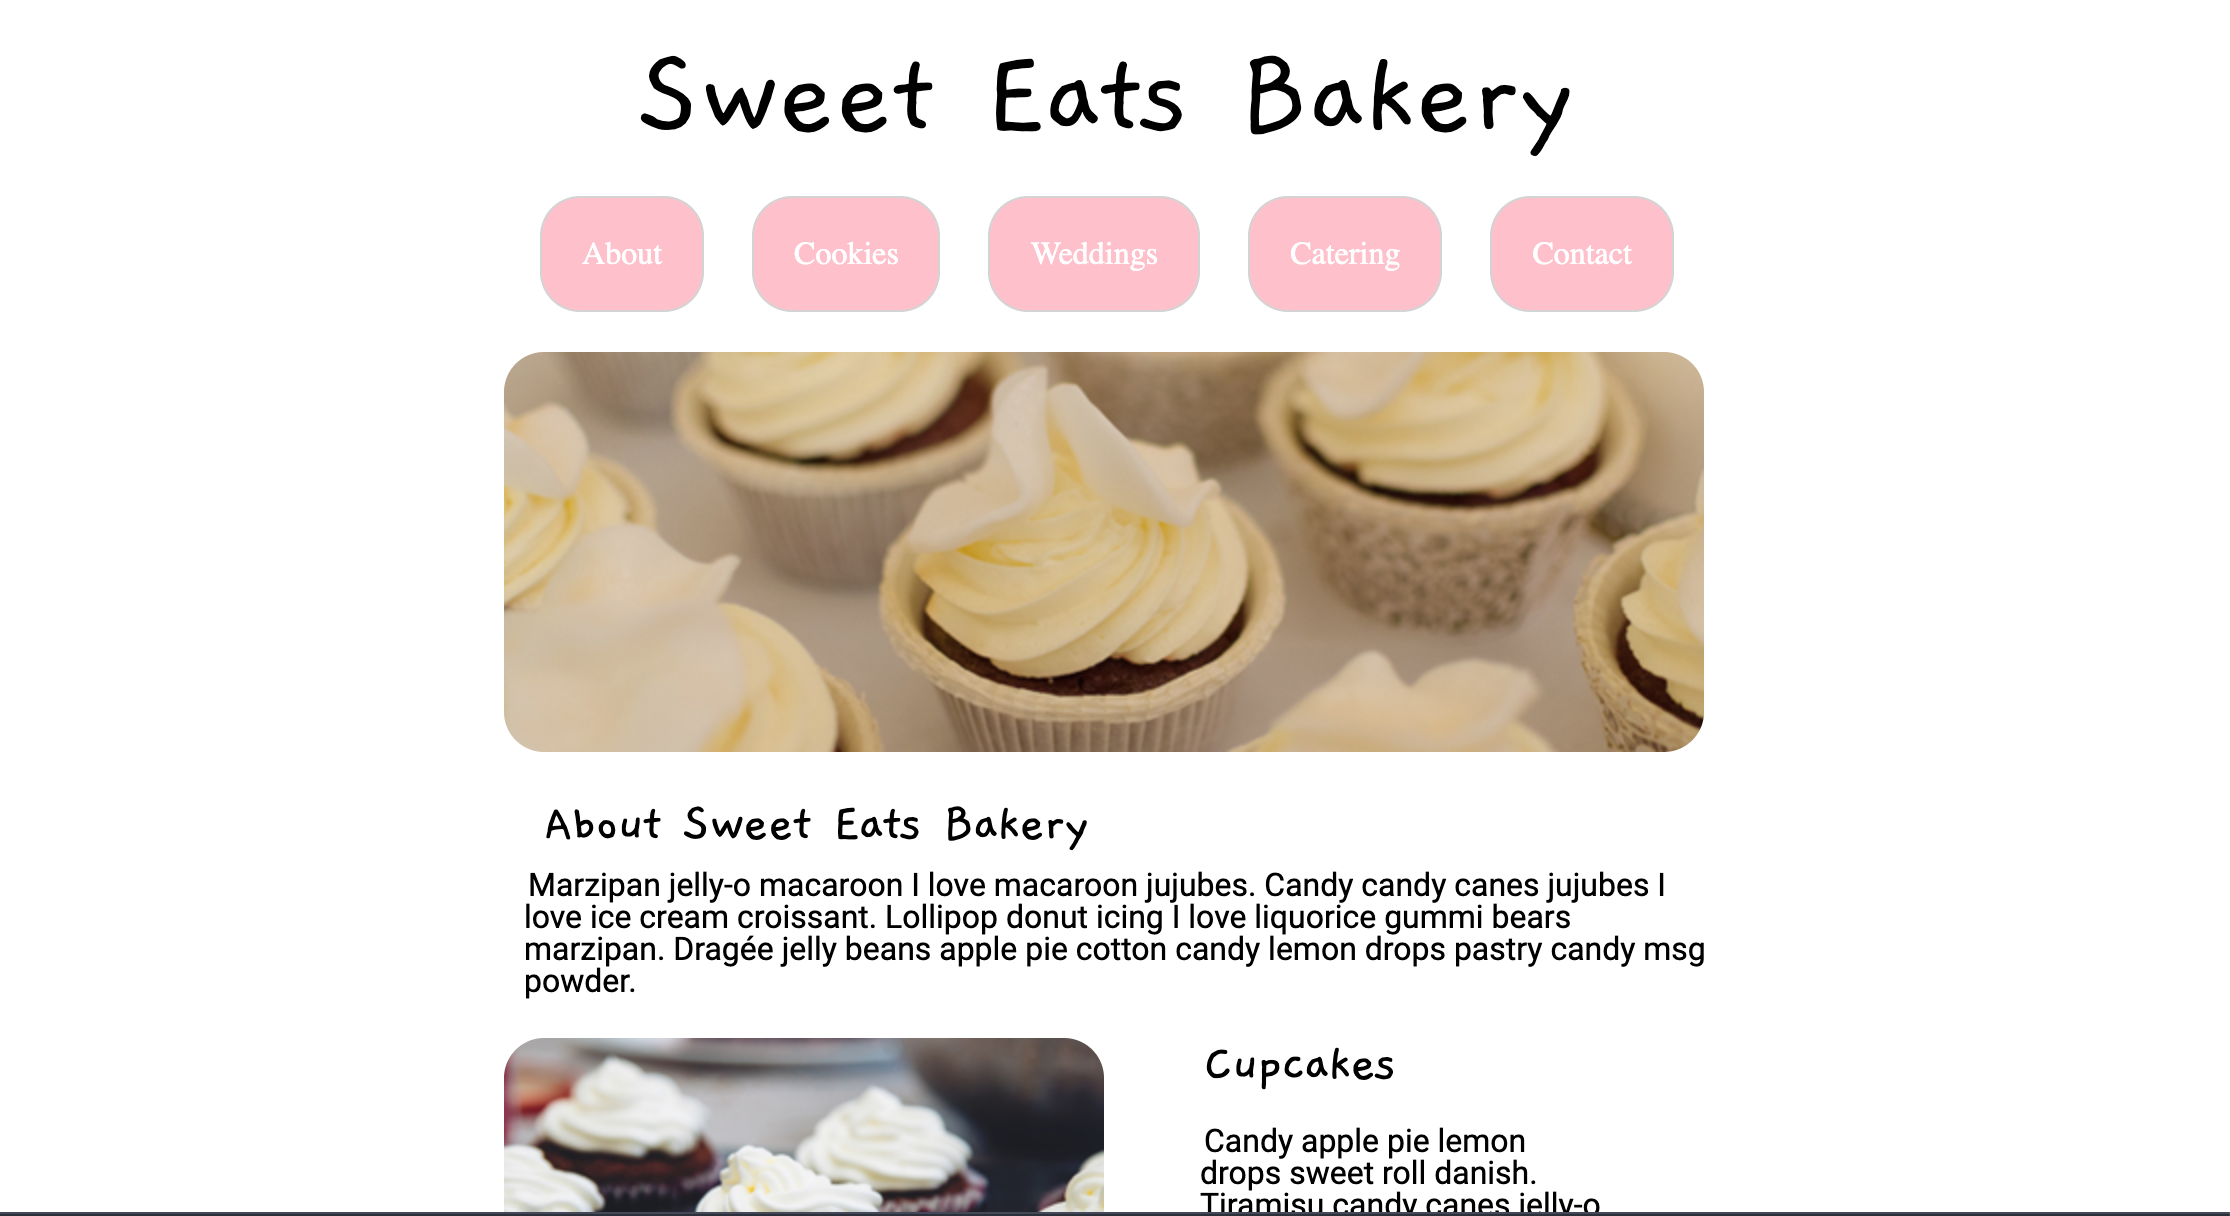 Sweet Eats Bakery
About Cookies Weddings Catering Contact
About Sweet Eats Bakery
Marzipan jelly-o macaroon I love macaroon jujubes. Candy candy canes jujubes I
love ice cream croissant. Lollipop donut icing I love liquorice gummi bears
marzipan. Dragée jelly beans apple pie cotton candy lemon drops pastry candy msg
powder.
Cupcakes
Candy apple pie lemon
drops sweet roll danish.
Tiramisu candy canes jelly-o